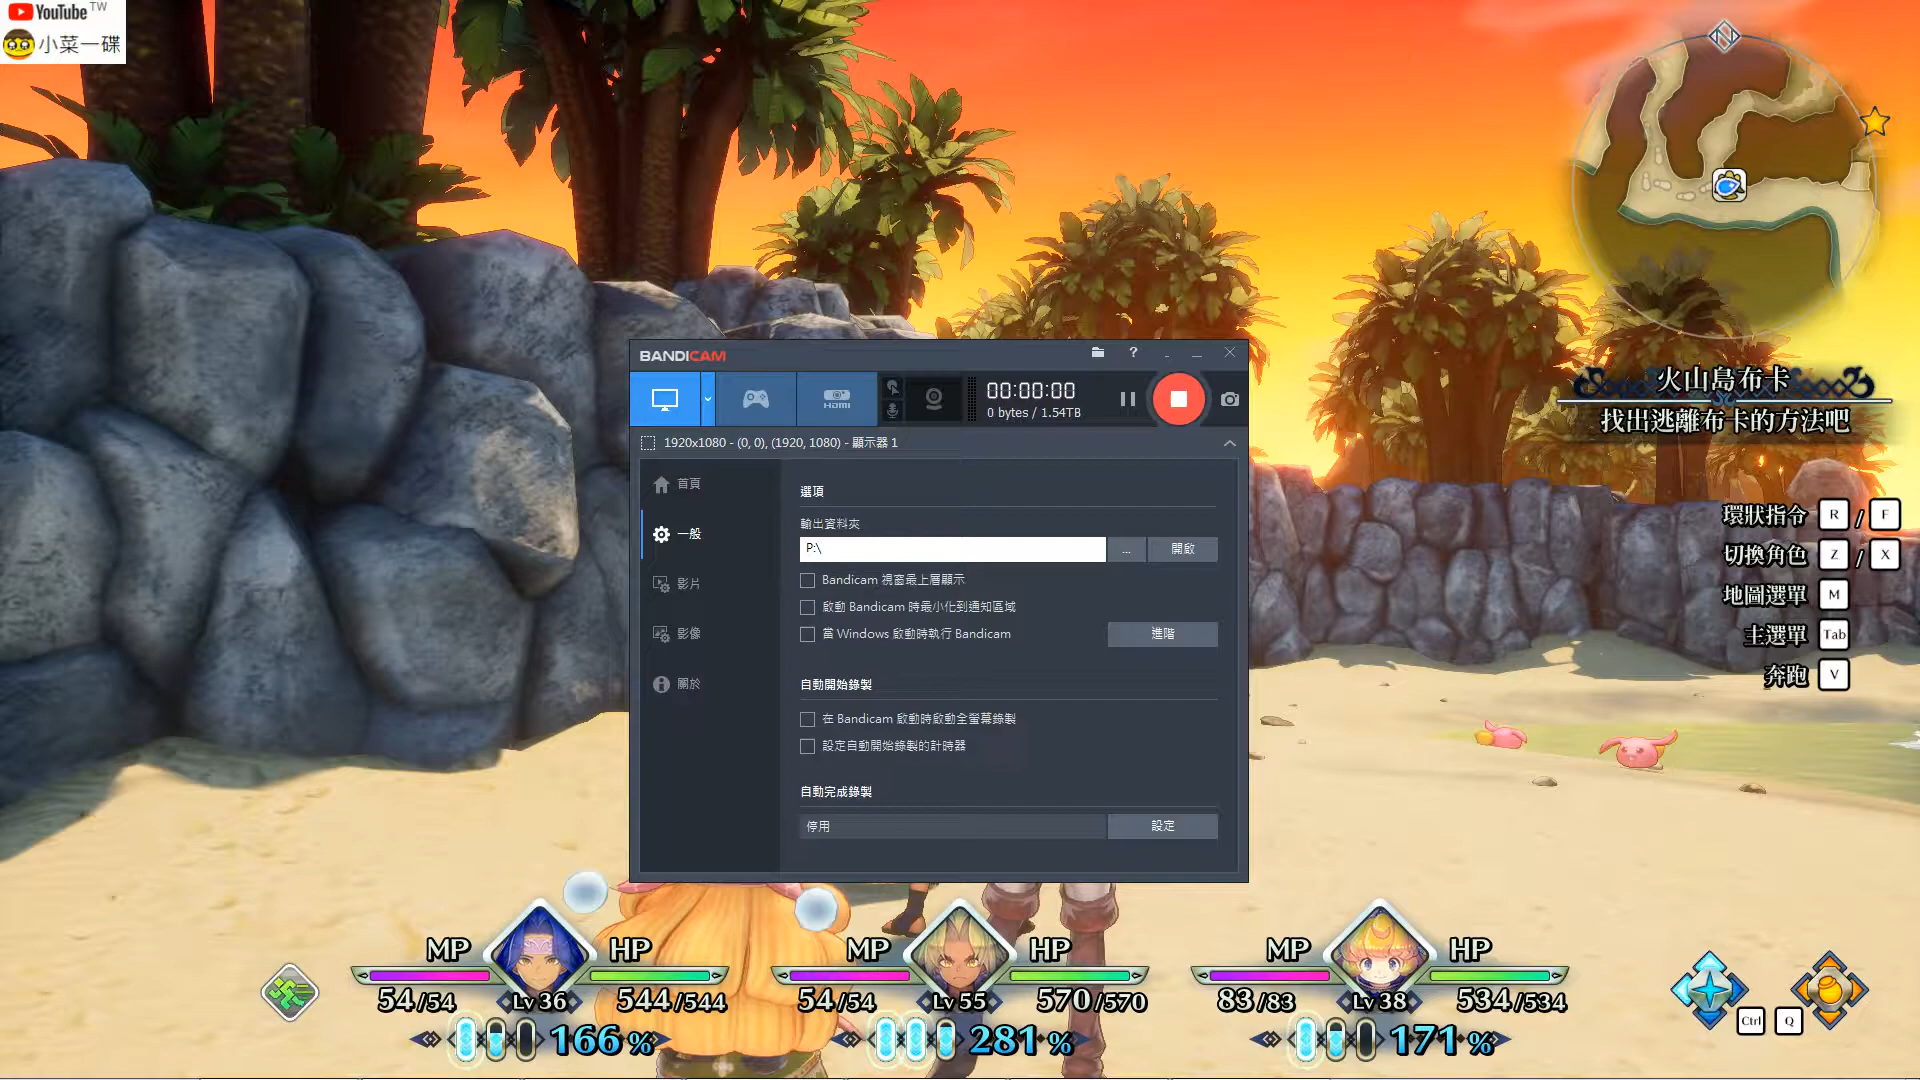 YouTube TW
小菜一碟
N
BANDICAM
?
HDMI
00:00:00
0 bytes / 1.54TB
1920x1080 - (0, 0), (1920, 1080) - 顯示器 1
首頁
一般
影片
影像
關於
選項
輸出資料夾
P:\
...
開啟
Bandicam 視窗最上層顯示
啟動 Bandicam 時最小化到通知區域
當 Windows 啟動時執行 Bandicam
進階
自動開始錄製
在 Bandicam 啟動時啟動全螢幕錄製
設定自動開始錄製的計時器
自動完成錄製
停用
設定
火山島布卡
找出逃離布卡的方法吧
環狀指令 R / F
切換角色 Z / X
地圖選單 M
主選單 Tab
奔跑 V
MP HP
54/54 Lv 36 544/544
166 %
MP HP
54/54 Lv 55 570/570
281 %
MP HP
83/83 Lv 38 534/534
171 %
Ctrl Q